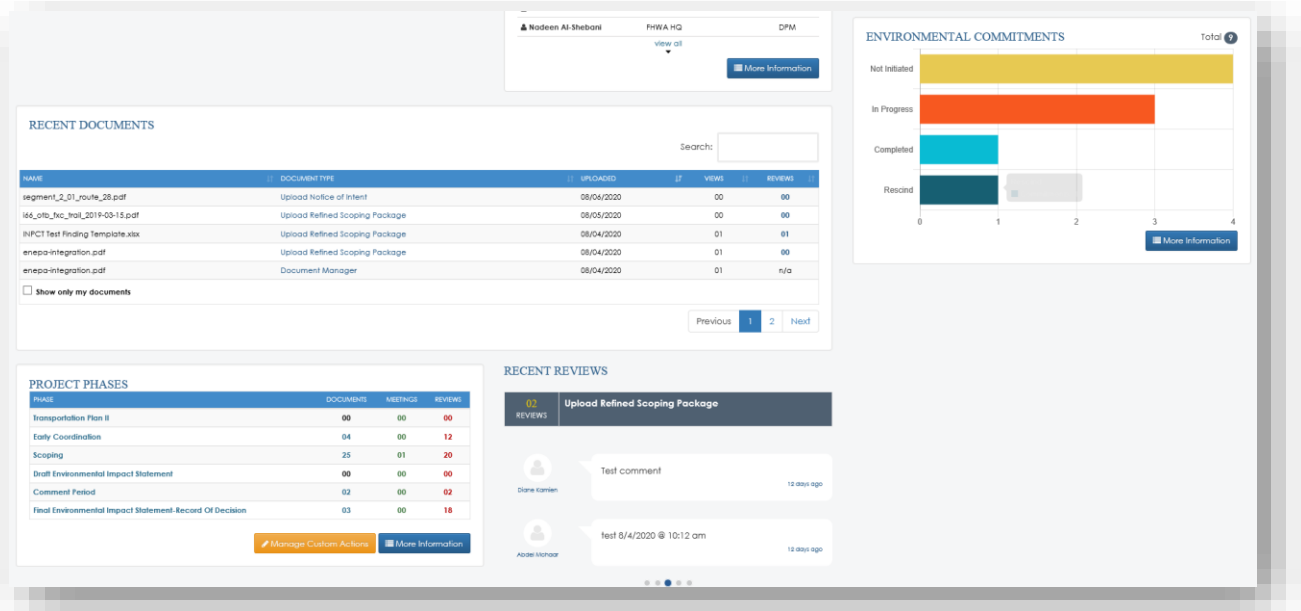 Nadeen Al-Shebani FHWA HQ DPM
view all
More Information
ENVIRONMENTAL COMMITMENTS Total 9
Not Initiated
In Progress
Completed
Rescind
0 1 2 3 4
More Information
RECENT DOCUMENTS
Search:
NAME DOCUMENT TYPE UPLOADED VIEWS REVIEWS
segment_2_01_route_28.pdf Upload Notice of Intent 08/06/2020 00 00
i66_otb_fxc_trail_2019-03-15.pdf Upload Refined Scoping Package 08/05/2020 00 00
INPCT Test Finding Template.xlsx Upload Refined Scoping Package 08/04/2020 01 01
enepa-integration.pdf Upload Refined Scoping Package 08/04/2020 01 00
enepa-integration.pdf Document Manager 08/04/2020 01 n/a
Show only my documents
Previous 1 2 Next
PROJECT PHASES
PHASE DOCUMENTS MEETINGS REVIEWS
Transportation Plan II 00 00 00
Early Coordination 04 00 12
Scoping 25 01 20
Draft Environmental Impact Statement 00 00 00
Comment Period 02 00 02
Final Environmental Impact Statement-Record Of Decision 03 00 18
Manage Custom Actions More Information
RECENT REVIEWS
02 REVIEWS Upload Refined Scoping Package
Test comment
Diane Kamien 12 days ago
test 8/4/2020 @ 10:12 am
Abdel Mohaar 12 days ago